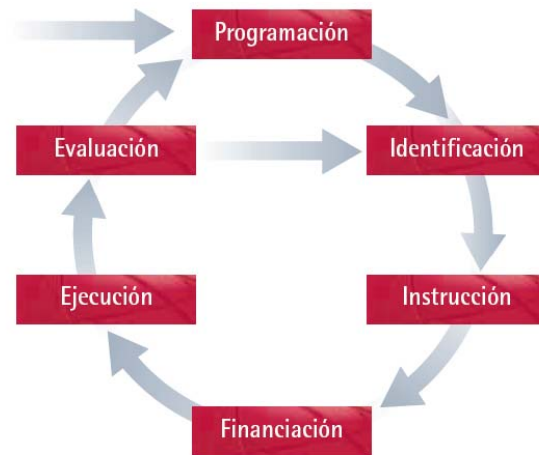 Programación
Evaluación
Identificación
Ejecución
Instrucción
Financiación